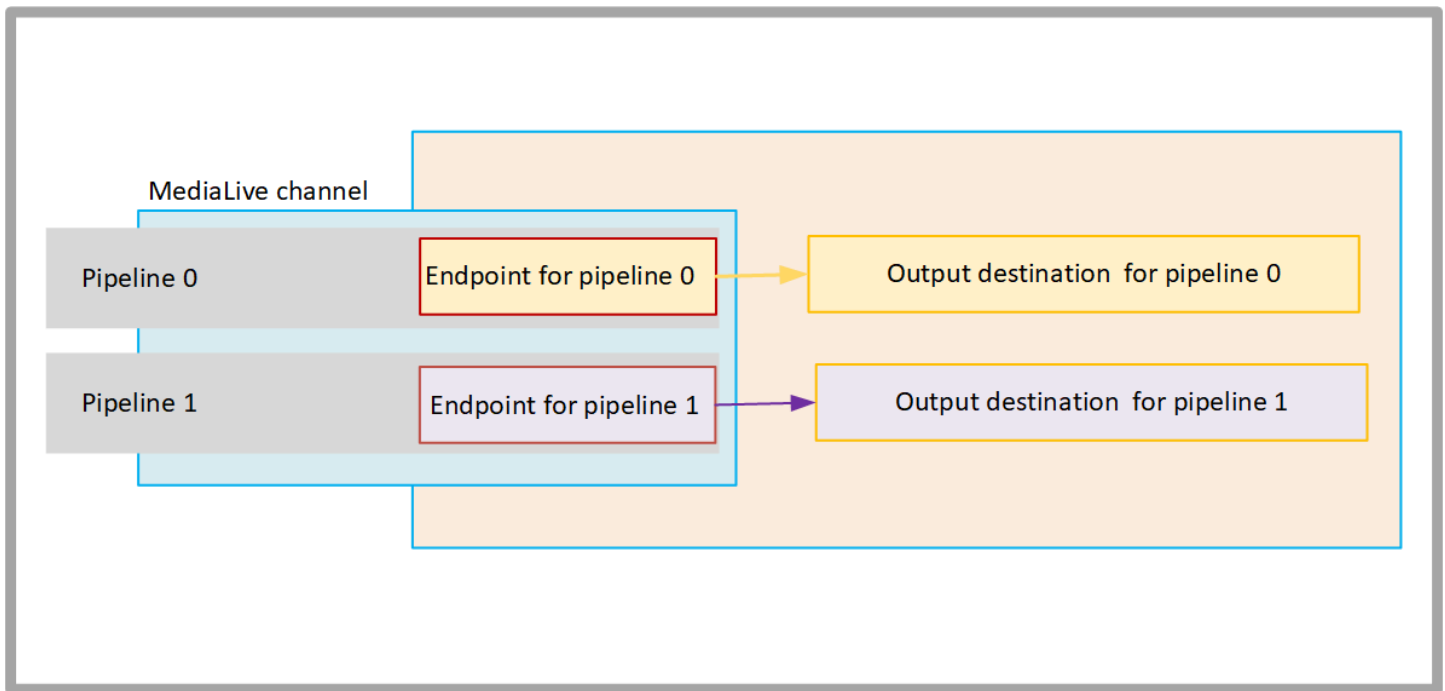 MediaLive channel
Pipeline 0
Endpoint for pipeline 0
Output destination  for pipeline 0
Pipeline 1
Endpoint for pipeline 1
Output destination  for pipeline 1